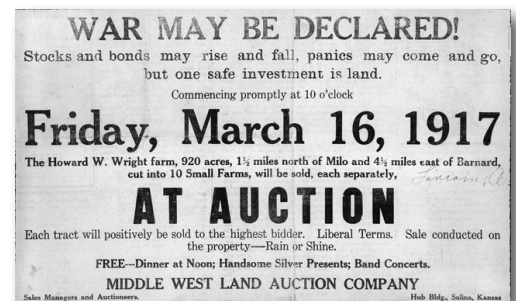 WAR MAY BE DECLARED!
Stocks and bonds may rise and fall, panics may come and go,
but one safe investment is land.
Commencing promptly at 10 o'clock
Friday, March 16, 1917
The Howard W. Wright farm, 920 acres, 1½ miles north of Milo and 4½ miles east of Barnard,
cut into 10 Small Farms, will be sold, each separately,
Lincoln, Co.
AT AUCTION
Each tract will positively be sold to the highest bidder. Liberal Terms. Sale conducted on
the property—Rain or Shine.
FREE---Dinner at Noon; Handsome Silver Presents; Band Concerts.
MIDDLE WEST LAND AUCTION COMPANY
Sales Managers and Auctioneers. Hub Bldg., Salina, Kansas